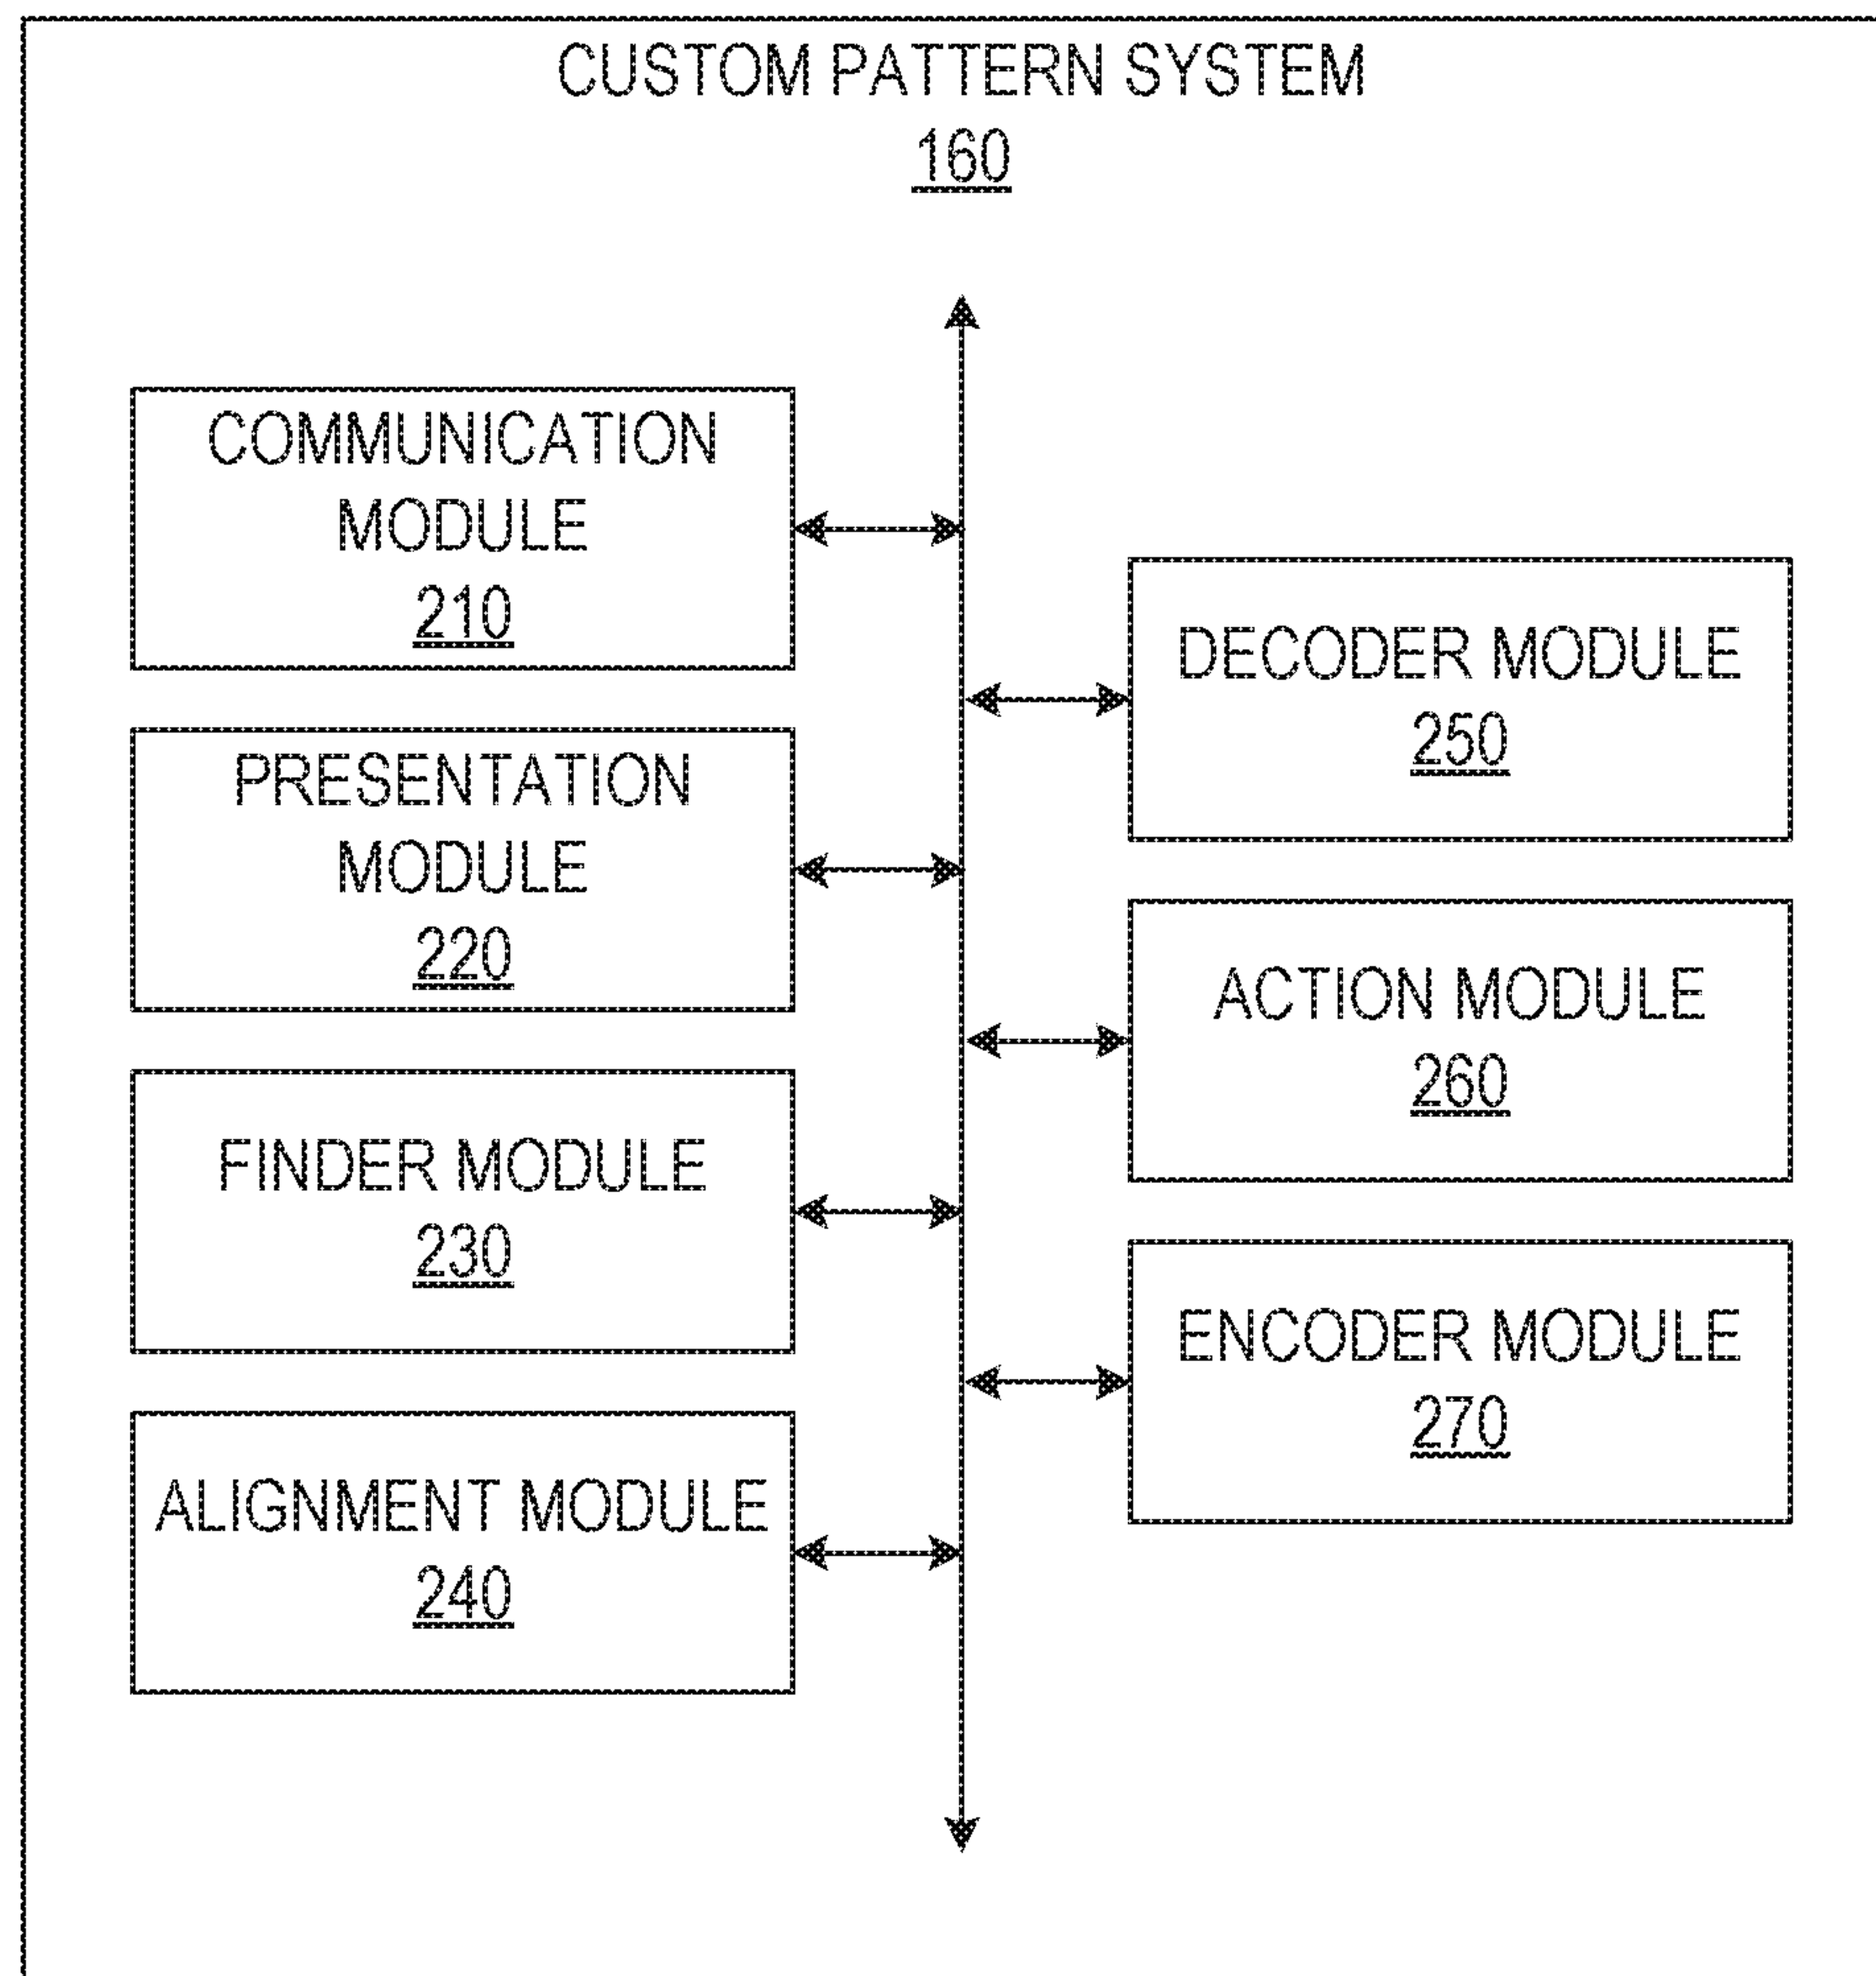 CUSTOM PATTERN SYSTEM
160
COMMUNICATION
MODULE
210
PRESENTATION
MODULE
220
FINDER MODULE
230
ALIGNMENT MODULE
240
DECODER MODULE
250
ACTION MODULE
260
ENCODER MODULE
270